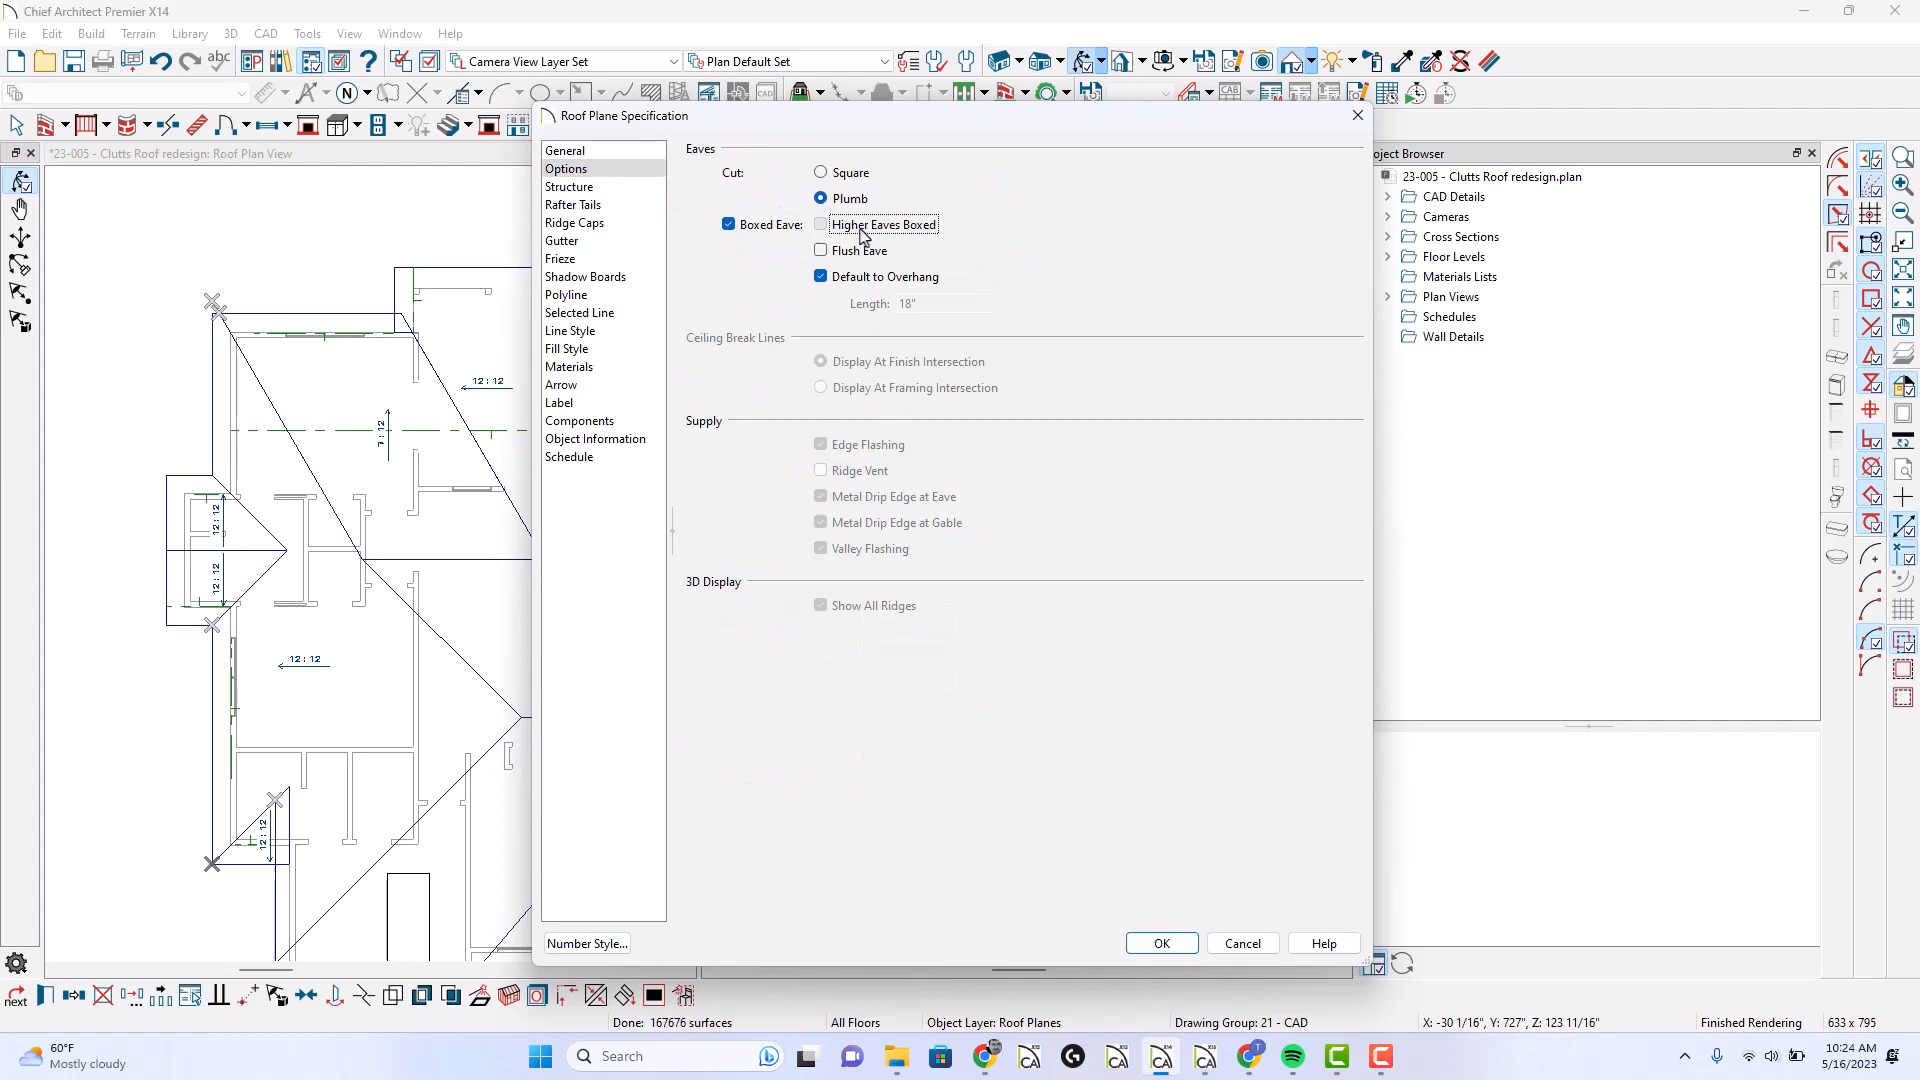 Chief Architect Premier X14
File Edit Build Terrain Library 3D CAD Tools View Window Help
Camera View Layer Set
Plan Default Set
*23-005 - Clutts Roof redesign: Roof Plan View
Roof Plane Specification
General
Options
Structure
Rafter Tails
Ridge Caps
Gutter
Frieze
Shadow Boards
Polyline
Selected Line
Line Style
Fill Style
Materials
Arrow
Label
Components
Object Information
Schedule
Eaves
Cut: Square
Plumb
Boxed Eave: Higher Eaves Boxed
Flush Eave
Default to Overhang
Length: 18"
Ceiling Break Lines
Display At Finish Intersection
Display At Framing Intersection
Supply
Edge Flashing
Ridge Vent
Metal Drip Edge at Eave
Metal Drip Edge at Gable
Valley Flashing
3D Display
Show All Ridges
Number Style...
OK Cancel Help
oject Browser
23-005 - Clutts Roof redesign.plan
CAD Details
Cameras
Cross Sections
Floor Levels
Materials Lists
Plan Views
Schedules
Wall Details
12:12
7:12
12:12
12:12
12:12
12:12
next
Done: 167676 surfaces All Floors Object Layer: Roof Planes Drawing Group: 21 - CAD X: -30 1/16", Y: 727", Z: 123 11/16" Finished Rendering 633 x 795
60°F
Mostly cloudy
Search
10:24 AM
5/16/2023